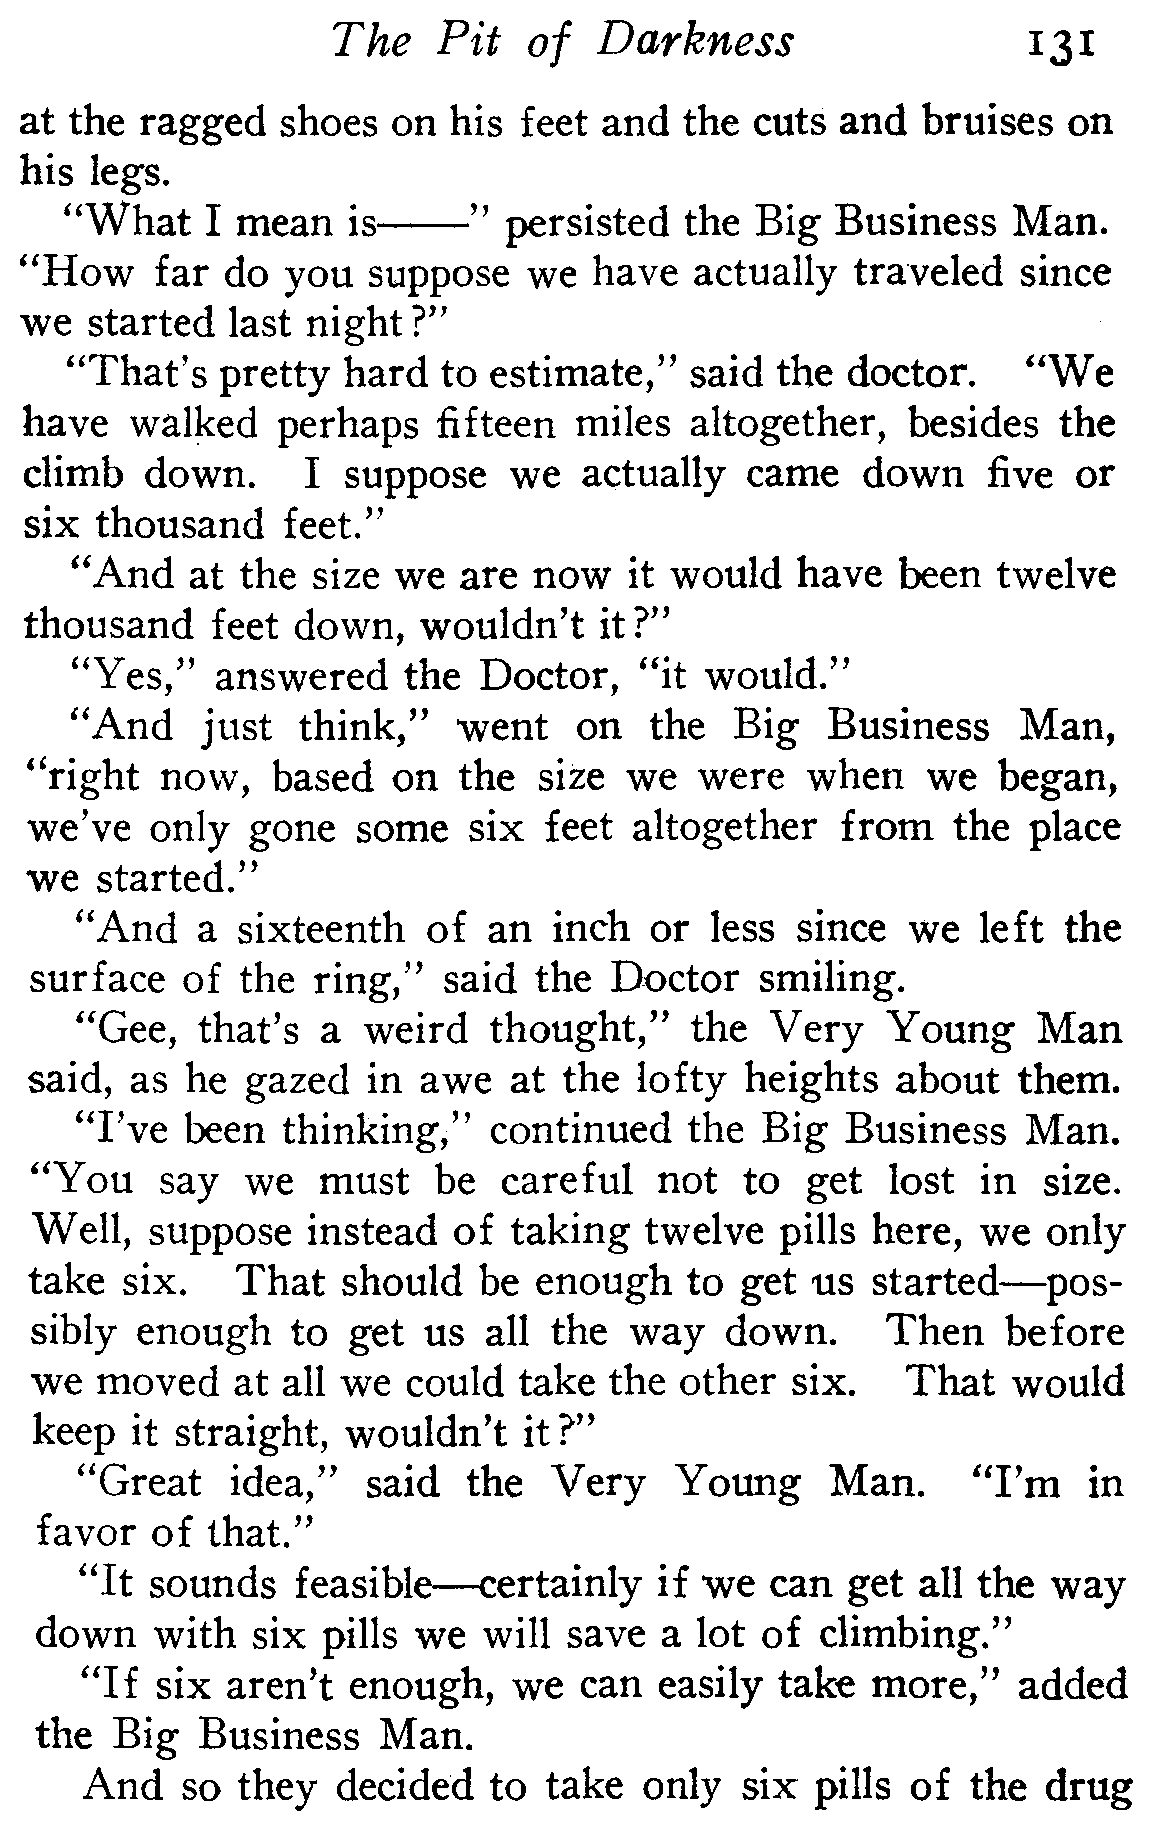 The Pit of Darkness 131
at the ragged shoes on his feet and the cuts and bruises on
his legs.
“What I mean is——” persisted the Big Business Man.
“How far do you suppose we have actually traveled since
we started last night?”
“That’s pretty hard to estimate,” said the doctor. “We
have walked perhaps fifteen miles altogether, besides the
climb down. I suppose we actually came down five or
six thousand feet.”
“And at the size we are now it would have been twelve
thousand feet down, wouldn’t it?”
“Yes,” answered the Doctor, “it would.”
“And just think,” went on the Big Business Man,
“right now, based on the size we were when we began,
we’ve only gone some six feet altogether from the place
we started.”
“And a sixteenth of an inch or less since we left the
surface of the ring,” said the Doctor smiling.
“Gee, that’s a weird thought,” the Very Young Man
said, as he gazed in awe at the lofty heights about them.
“I’ve been thinking,” continued the Big Business Man.
“You say we must be careful not to get lost in size.
Well, suppose instead of taking twelve pills here, we only
take six. That should be enough to get us started—pos-
sibly enough to get us all the way down. Then before
we moved at all we could take the other six. That would
keep it straight, wouldn’t it?”
“Great idea,” said the Very Young Man. “I’m in
favor of that.”
“It sounds feasible—certainly if we can get all the way
down with six pills we will save a lot of climbing.”
“If six aren’t enough, we can easily take more,” added
the Big Business Man.
And so they decided to take only six pills of the drug